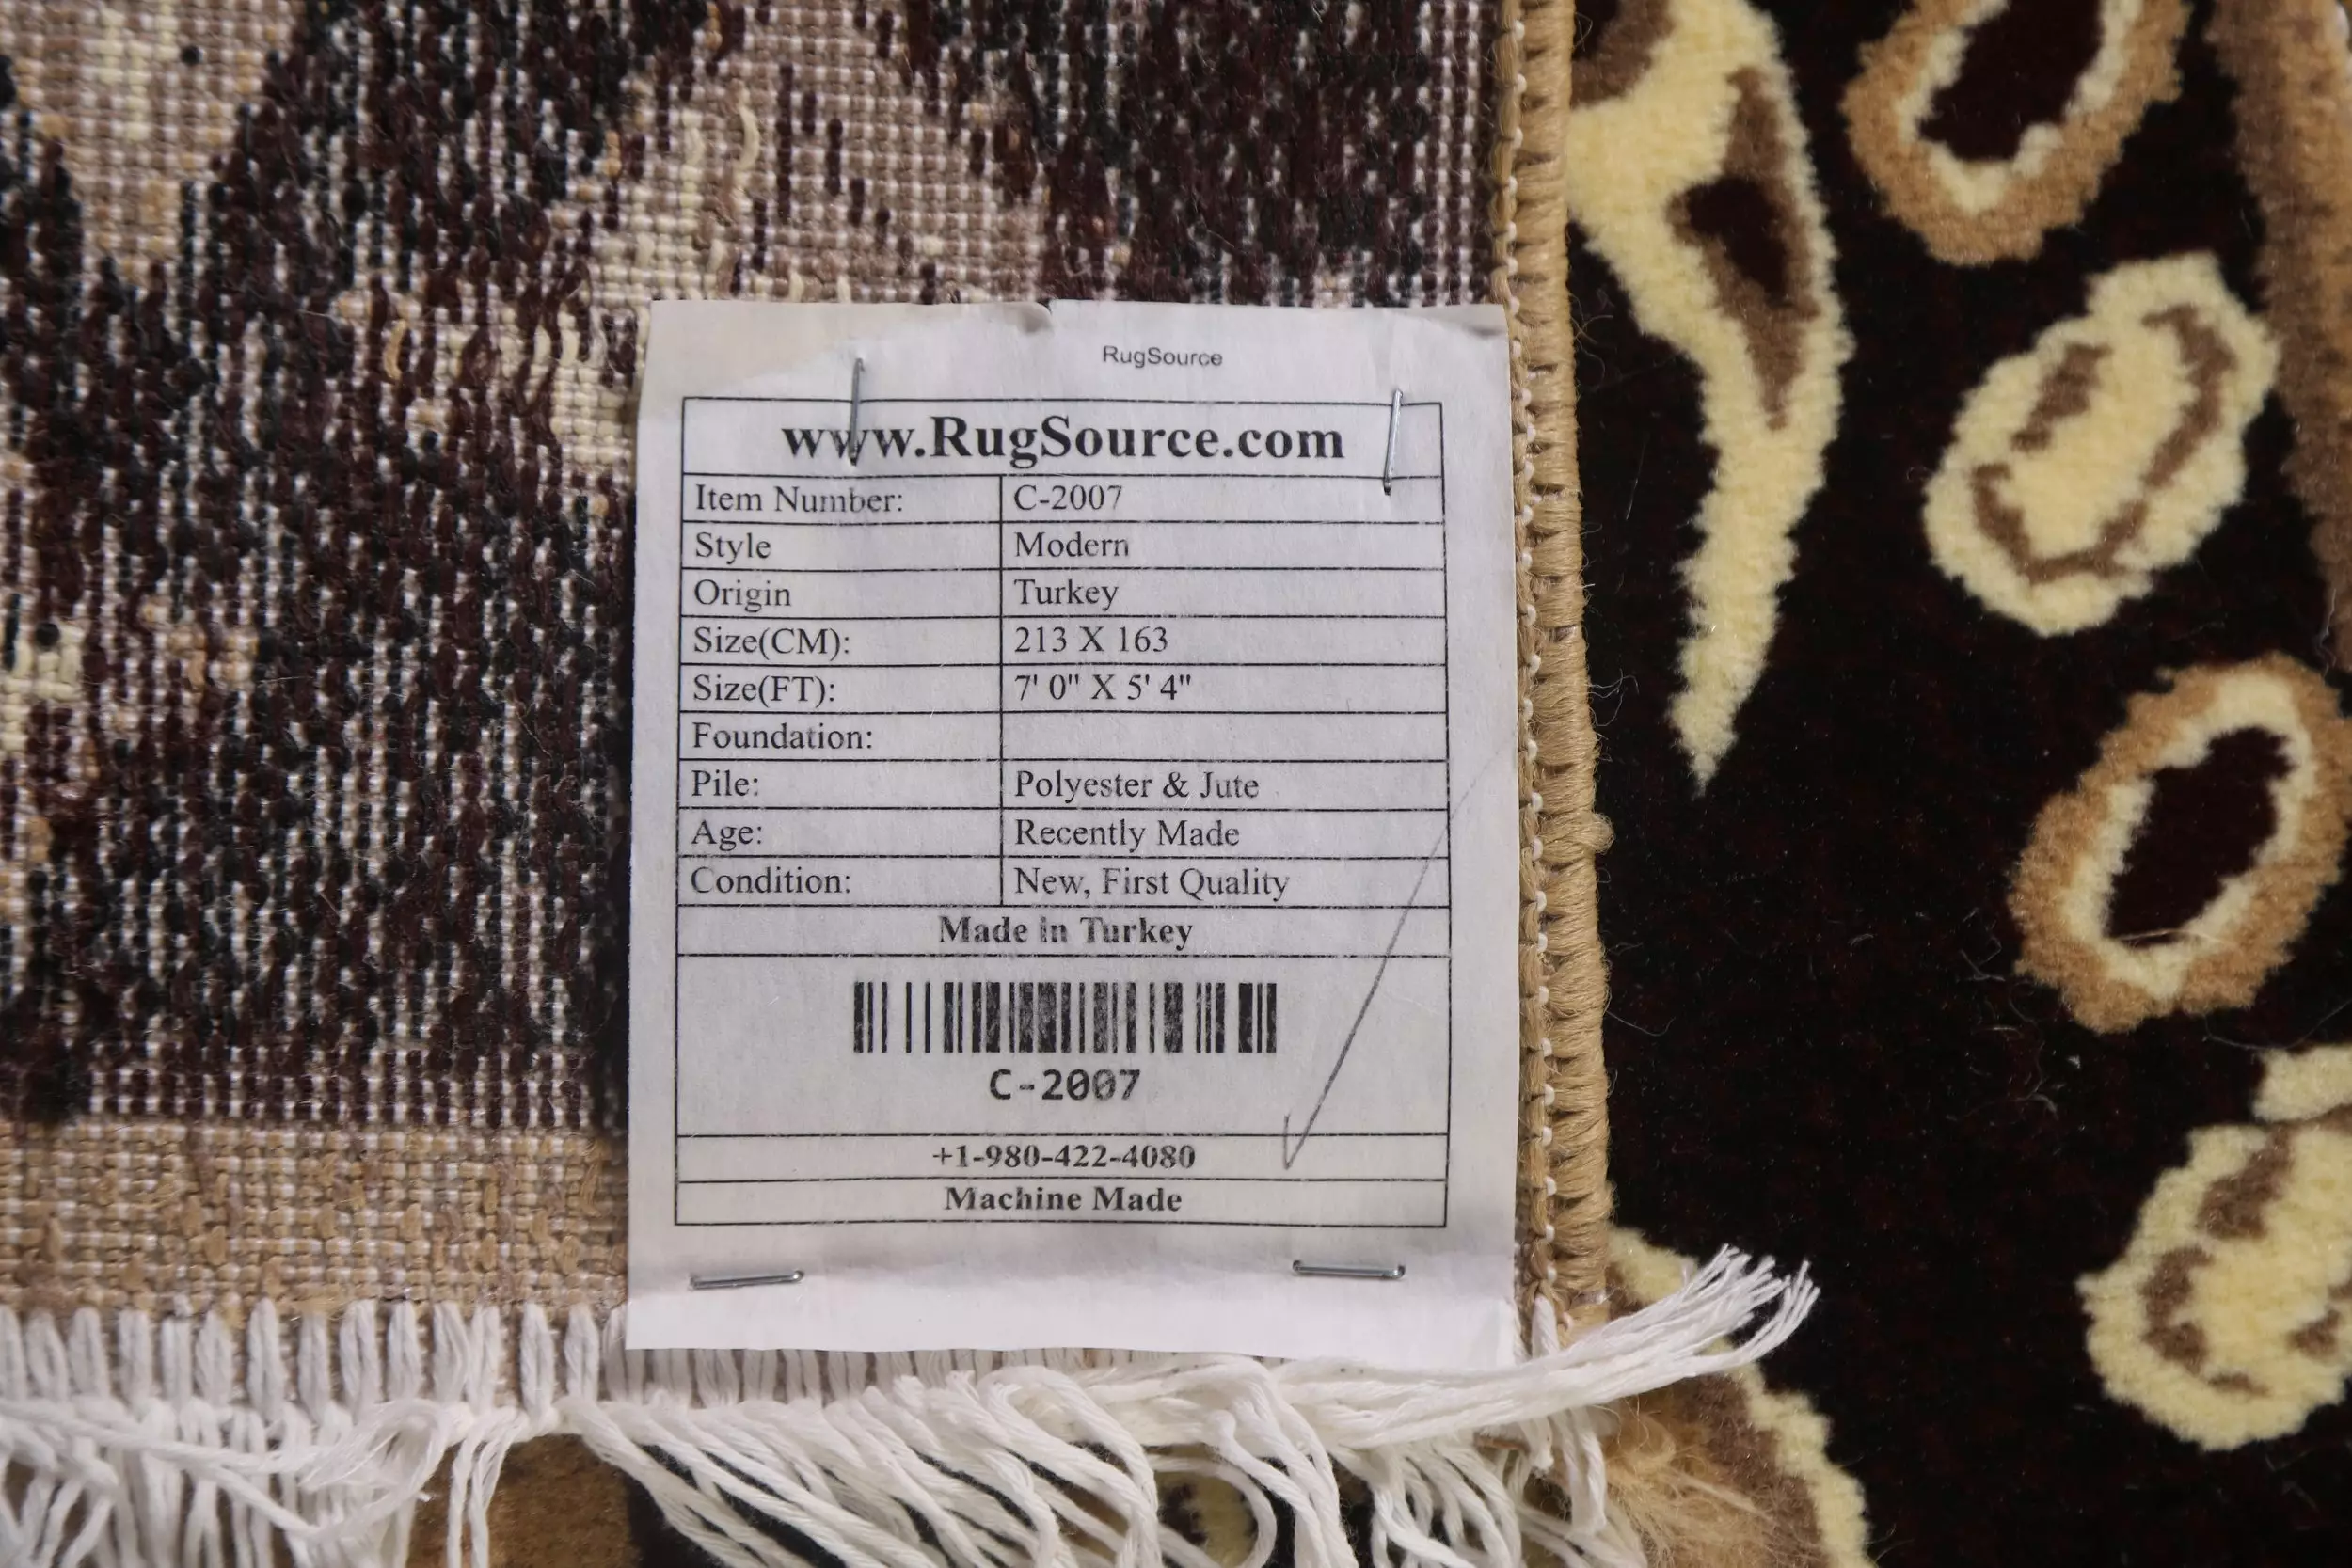 RugSource
www.RugSource.com
Item Number: C-2007
Style Modern
Origin Turkey
Size(CM): 213 X 163
Size(FT): 7' 0" X 5' 4"
Foundation:
Pile: Polyester & Jute
Age: Recently Made
Condition: New, First Quality
Made in Turkey
C-2007
+1-980-422-4080
Machine Made